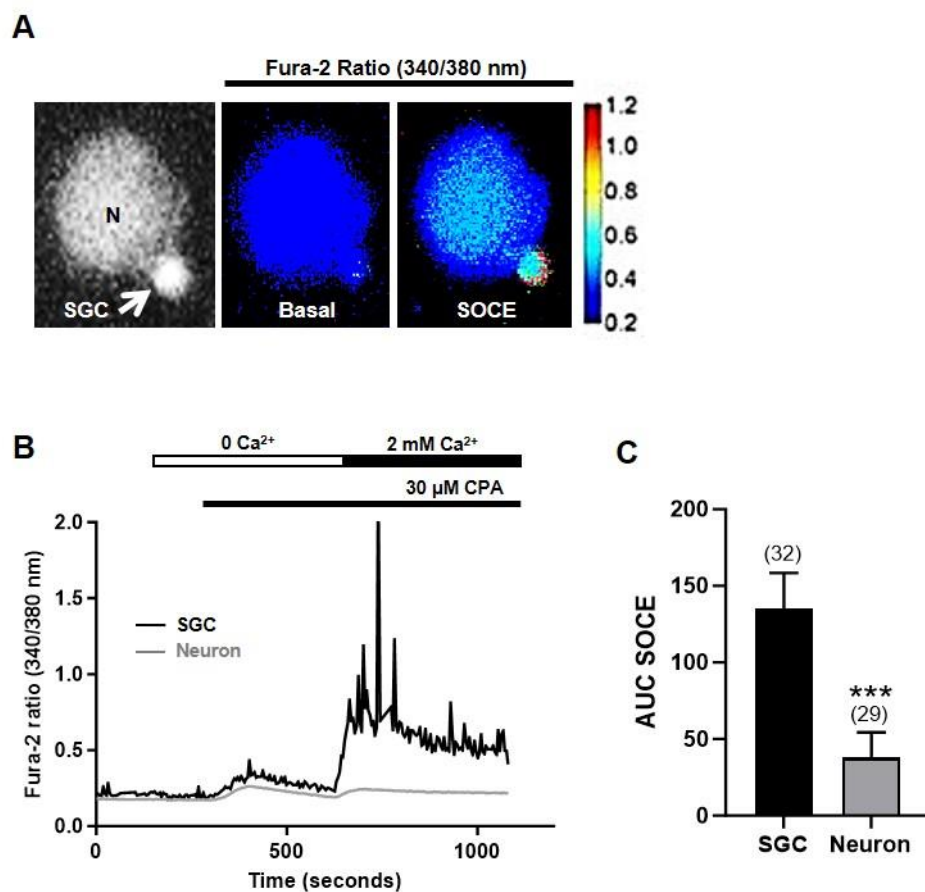 A
Fura-2 Ratio (340/380 nm)
N
SGC
Basal
SOCE
1.2
1.0
0.8
0.6
0.4
0.2
B
0 Ca²⁺
2 mM Ca²⁺
30 µM CPA
Fura-2 ratio (340/380 nm)
2.0
1.5
1.0
0.5
0.0
SGC
Neuron
0
500
1000
Time (seconds)
C
AUC SOCE
200
150
100
50
0
(32)
***
(29)
SGC
Neuron